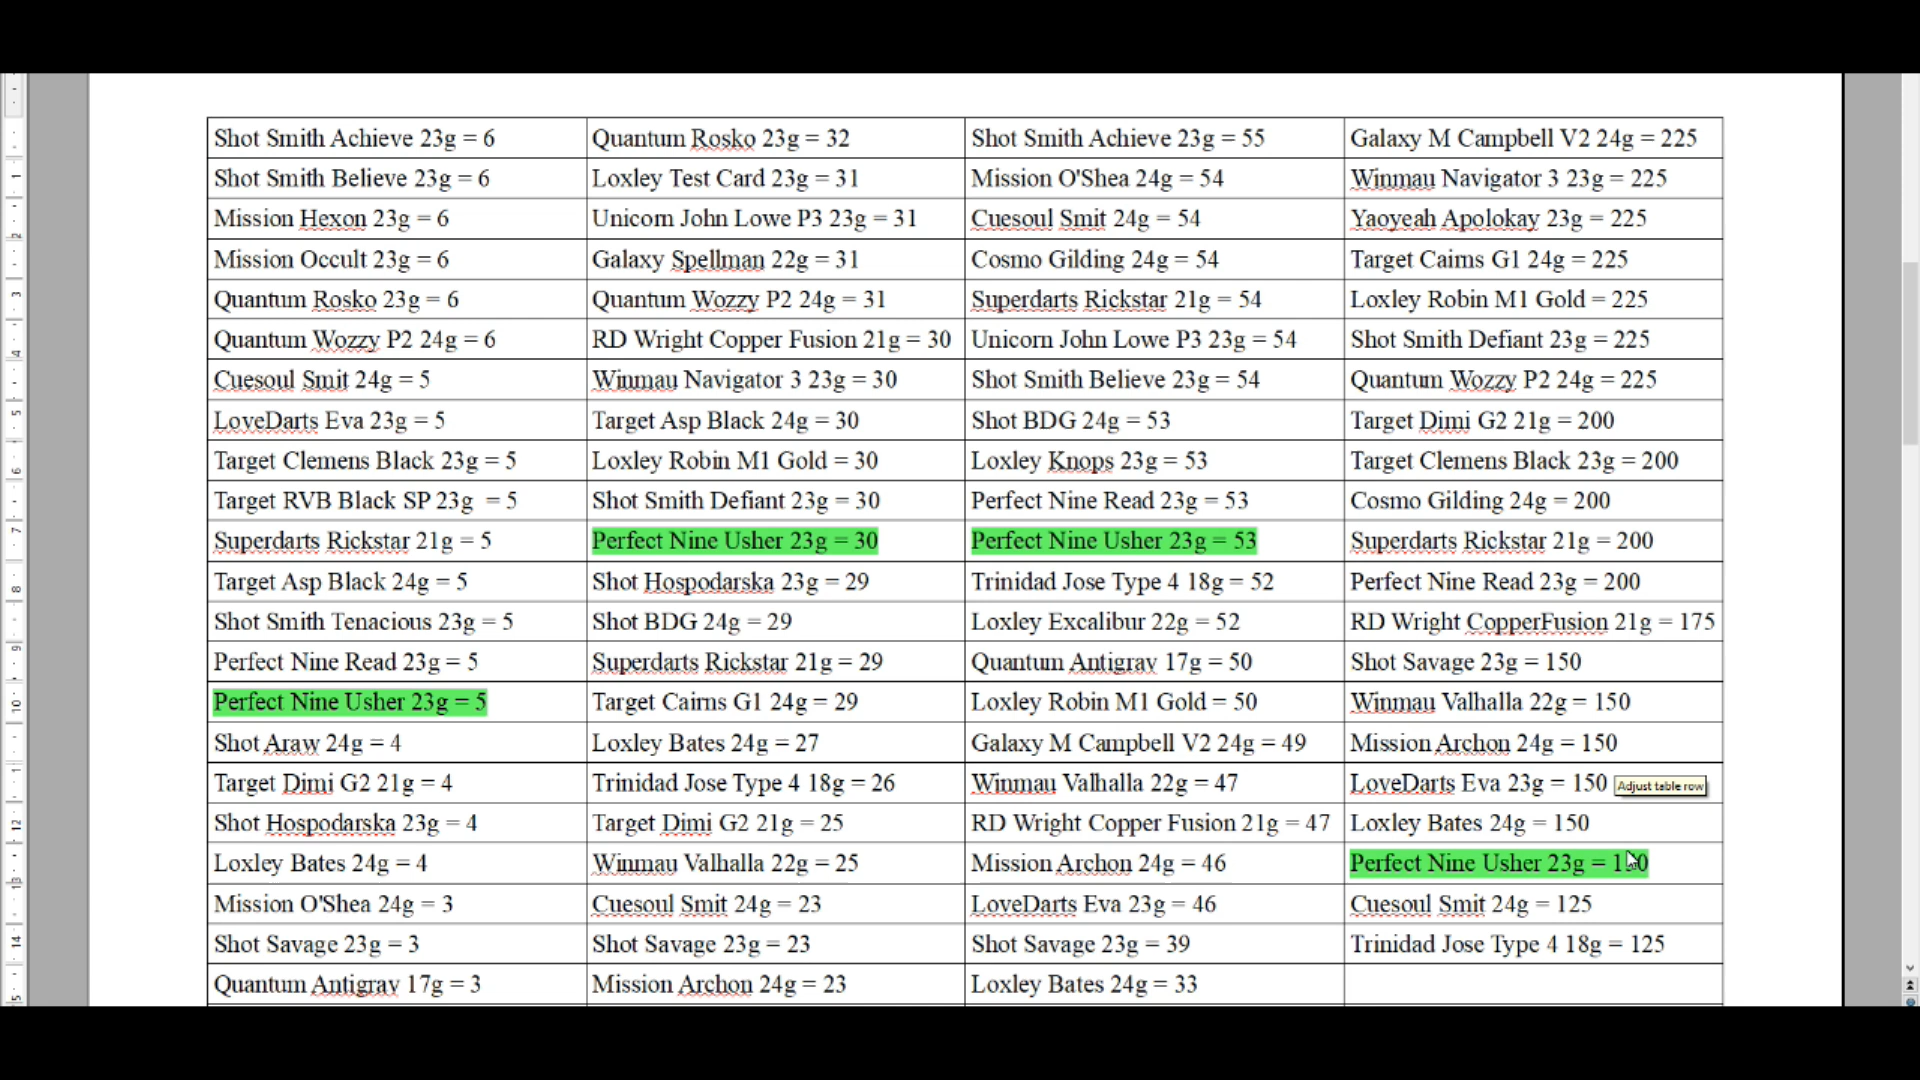 Shot Smith Achieve 23g = 6 Quantum Rosko 23g = 32 Shot Smith Achieve 23g = 55 Galaxy M Campbell V2 24g = 225
Shot Smith Believe 23g = 6 Loxley Test Card 23g = 31 Mission O'Shea 24g = 54 Winmau Navigator 3 23g = 225
Mission Hexon 23g = 6 Unicorn John Lowe P3 23g = 31 Cuesoul Smit 24g = 54 Yaoyeah Apolokay 23g = 225
Mission Occult 23g = 6 Galaxy Spellman 22g = 31 Cosmo Gilding 24g = 54 Target Cairns G1 24g = 225
Quantum Rosko 23g = 6 Quantum Wozzy P2 24g = 31 Superdarts Rickstar 21g = 54 Loxley Robin M1 Gold = 225
Quantum Wozzy P2 24g = 6 RD Wright Copper Fusion 21g = 30 Unicorn John Lowe P3 23g = 54 Shot Smith Defiant 23g = 225
Cuesoul Smit 24g = 5 Winmau Navigator 3 23g = 30 Shot Smith Believe 23g = 54 Quantum Wozzy P2 24g = 225
LoveDarts Eva 23g = 5 Target Asp Black 24g = 30 Shot BDG 24g = 53 Target Dimi G2 21g = 200
Target Clemens Black 23g = 5 Loxley Robin M1 Gold = 30 Loxley Knops 23g = 53 Target Clemens Black 23g = 200
Target RVB Black SP 23g = 5 Shot Smith Defiant 23g = 30 Perfect Nine Read 23g = 53 Cosmo Gilding 24g = 200
Superdarts Rickstar 21g = 5 Perfect Nine Usher 23g = 30 Perfect Nine Usher 23g = 53 Superdarts Rickstar 21g = 200
Target Asp Black 24g = 5 Shot Hospodarska 23g = 29 Trinidad Jose Type 4 18g = 52 Perfect Nine Read 23g = 200
Shot Smith Tenacious 23g = 5 Shot BDG 24g = 29 Loxley Excalibur 22g = 52 RD Wright CopperFusion 21g = 175
Perfect Nine Read 23g = 5 Superdarts Rickstar 21g = 29 Quantum Antigrav 17g = 50 Shot Savage 23g = 150
Perfect Nine Usher 23g = 5 Target Cairns G1 24g = 29 Loxley Robin M1 Gold = 50 Winmau Valhalla 22g = 150
Shot Araw 24g = 4 Loxley Bates 24g = 27 Galaxy M Campbell V2 24g = 49 Mission Archon 24g = 150
Target Dimi G2 21g = 4 Trinidad Jose Type 4 18g = 26 Winmau Valhalla 22g = 47 LoveDarts Eva 23g = 150 Adjust table row
Shot Hospodarska 23g = 4 Target Dimi G2 21g = 25 RD Wright Copper Fusion 21g = 47 Loxley Bates 24g = 150
Loxley Bates 24g = 4 Winmau Valhalla 22g = 25 Mission Archon 24g = 46 Perfect Nine Usher 23g =
Mission O'Shea 24g = 3 Cuesoul Smit 24g = 23 LoveDarts Eva 23g = 46 Cuesoul Smit 24g = 125
Shot Savage 23g = 3 Shot Savage 23g = 23 Shot Savage 23g = 39 Trinidad Jose Type 4 18g = 125
Quantum Antigrav 17g = 3 Mission Archon 24g = 23 Loxley Bates 24g = 33